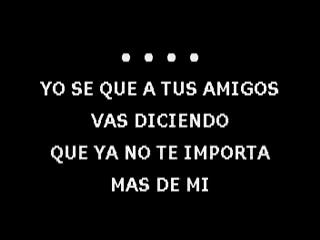 YO SE QUE A TUS AMIGOS
VAS DICIENDO
QUE YA NO TE IMPORTA
MAS DE MI